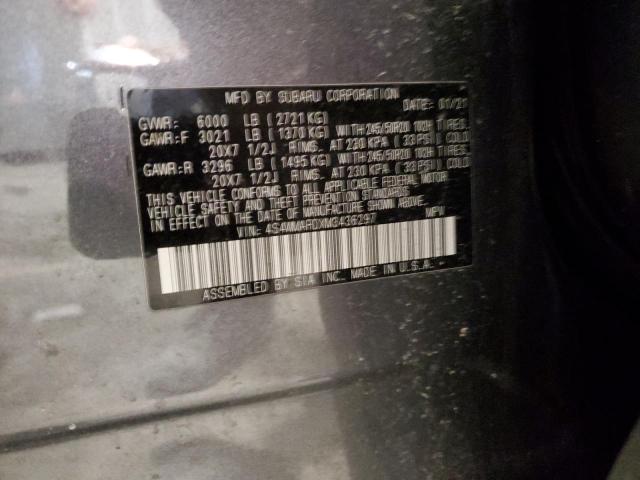 MFD BY SUBARU CORPORATION
DATE: 01/21
GVWR: 6000 LB ( 2721KG)
GAWR:F 3021 LB ( 1370 KG) WITH 245/50R20 102H TIRES,
20X7 1/2J RIMS, AT 230 KPA ( 33 PSI) COLD
GAWR:R 3296 LB ( 1495 KG) WITH 245/50R20 102H TIRES,
20X7 1/2J RIMS, AT 230 KPA ( 33 PSI) COLD
THIS VEHICLE CONFORMS TO ALL APPLICABLE FEDERAL MOTOR
VEHICLE SAFETY AND THEFT PREVENTION STANDARDS
IN EFFECT ON THE DATE OF MANUFACTURE SHOWN ABOVE.
VIN: MPV
ASSEMBLED BY SIA INC. MADE IN U.S.A.